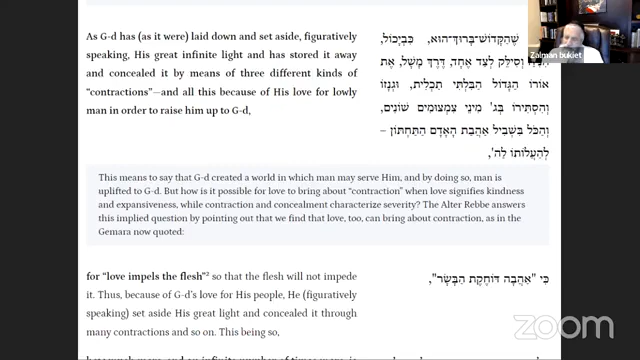 As G-d has (as it were) laid down and set aside, figuratively
speaking, His great infinite light and has stored it away
and concealed it by means of three different kinds of
“contractions”—and all this because of His love for lowly
man in order to raise him up to G-d,
שֶׁהַקָּדוֹשׁ־בָּרוּךְ־הוּא, כִּבְיָכוֹל,
וְסִילֵּק לְצַד אֶחָד, דֶּרֶךְ מָשָׁל, אֶת
אוֹרוֹ הַגָּדוֹל הַבִּלְתִּי תַכְלִית, וּגְנָזוֹ
וְהִסְתִּירוֹ בְּג' מִינֵי צִמְצוּמִים שׁוֹנִים,
וְהַכֹּל בִּשְׁבִיל אַהֲבַת הָאָדָם הַתַּחְתּוֹן –
לְהַעֲלוֹתוֹ לַה',
This means to say that G-d created a world in which man may serve Him, and by doing so, man is
uplifted to G-d. But how is it possible for love to bring about “contraction” when love signifies kindness
and expansiveness, while contraction and concealment characterize severity? The Alter Rebbe answers
this implied question by pointing out that we find that love, too, can bring about contraction, as in the
Gemara now quoted:
for “love impels the flesh”² so that the flesh will not impede
it. Thus, because of G-d’s love for His people, He (figuratively
speaking) set aside His great light and concealed it through
many contractions and so on. This being so,
כִּי "אַהֲבָה דּוֹחֶקֶת הַבָּשָׂר",
Zalman bukiet
zoom